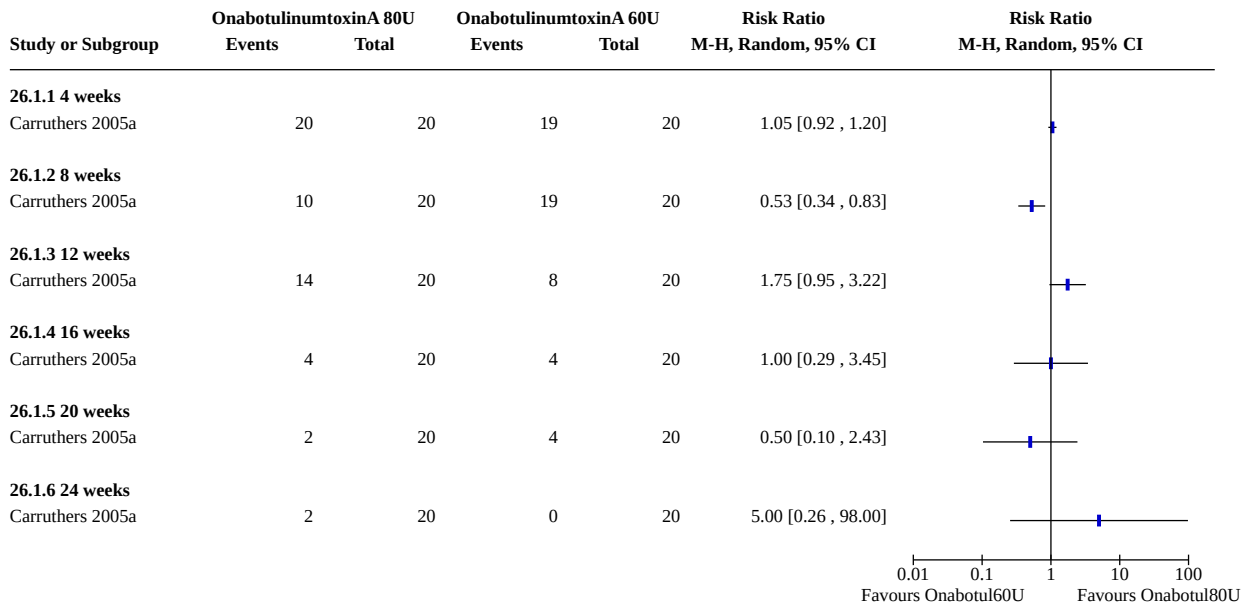 OnabotulinumtoxinA 80U OnabotulinumtoxinA 60U Risk Ratio Risk Ratio
Study or Subgroup Events Total Events Total M-H, Random, 95% CI M-H, Random, 95% CI
26.1.1 4 weeks
Carruthers 2005a 20 20 19 20 1.05 [0.92 , 1.20]
26.1.2 8 weeks
Carruthers 2005a 10 20 19 20 0.53 [0.34 , 0.83]
26.1.3 12 weeks
Carruthers 2005a 14 20 8 20 1.75 [0.95 , 3.22]
26.1.4 16 weeks
Carruthers 2005a 4 20 4 20 1.00 [0.29 , 3.45]
26.1.5 20 weeks
Carruthers 2005a 2 20 4 20 0.50 [0.10 , 2.43]
26.1.6 24 weeks
Carruthers 2005a 2 20 0 20 5.00 [0.26 , 98.00]
0.01 0.1 1 10 100
Favours Onabotul60U Favours Onabotul80U